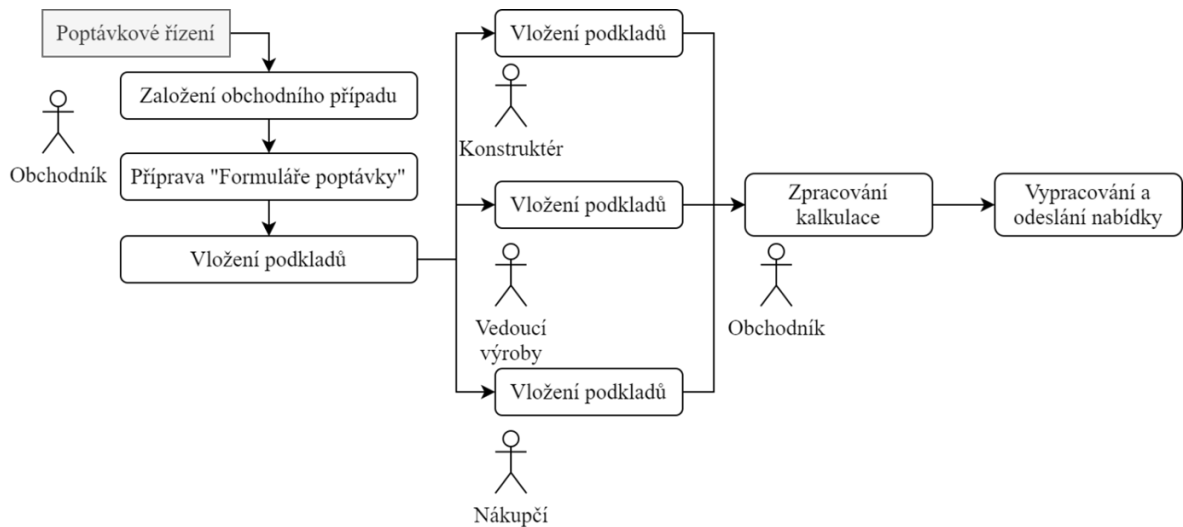 Poptávkové řízení
Založení obchodního případu
Obchodník
Příprava "Formuláře poptávky"
Vložení podkladů
Vložení podkladů
Konstruktér
Vložení podkladů
Vedoucí
výroby
Vložení podkladů
Nákupčí
Zpracování
kalkulace
Obchodník
Vypracování a
odeslání nabídky